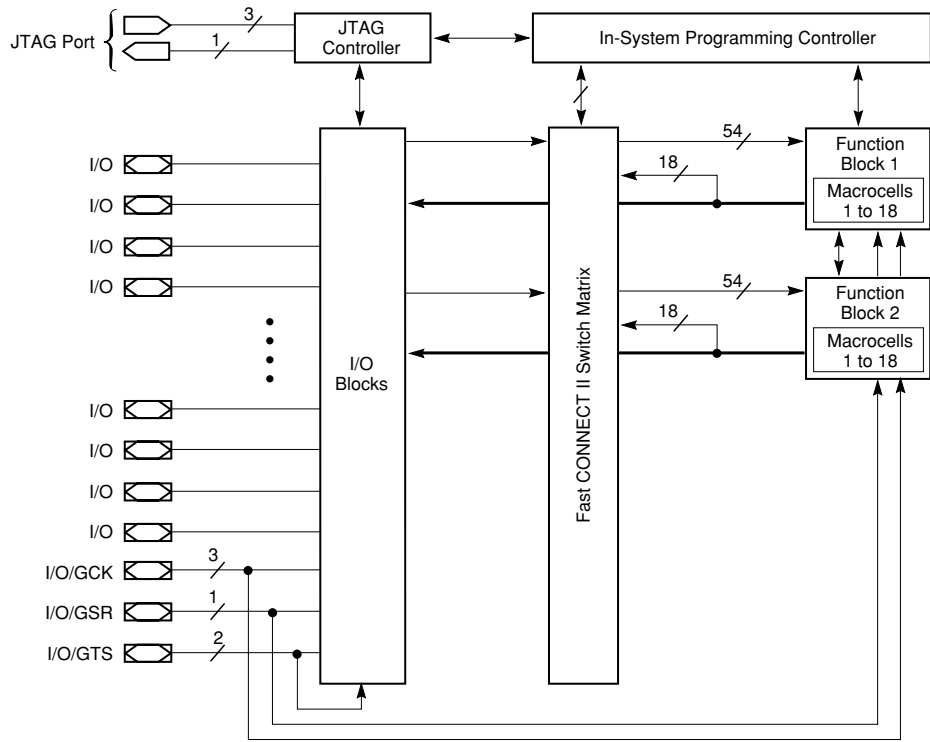 JTAG Port
3
1
JTAG
Controller
In-System Programming Controller
I/O
I/O
I/O
I/O
I/O
I/O
I/O
I/O
I/O/GCK
3
I/O/GSR
1
I/O/GTS
2
I/O
Blocks
Fast CONNECT II Switch Matrix
54
18
Function
Block 1
Macrocells
1 to 18
54
18
Function
Block 2
Macrocells
1 to 18